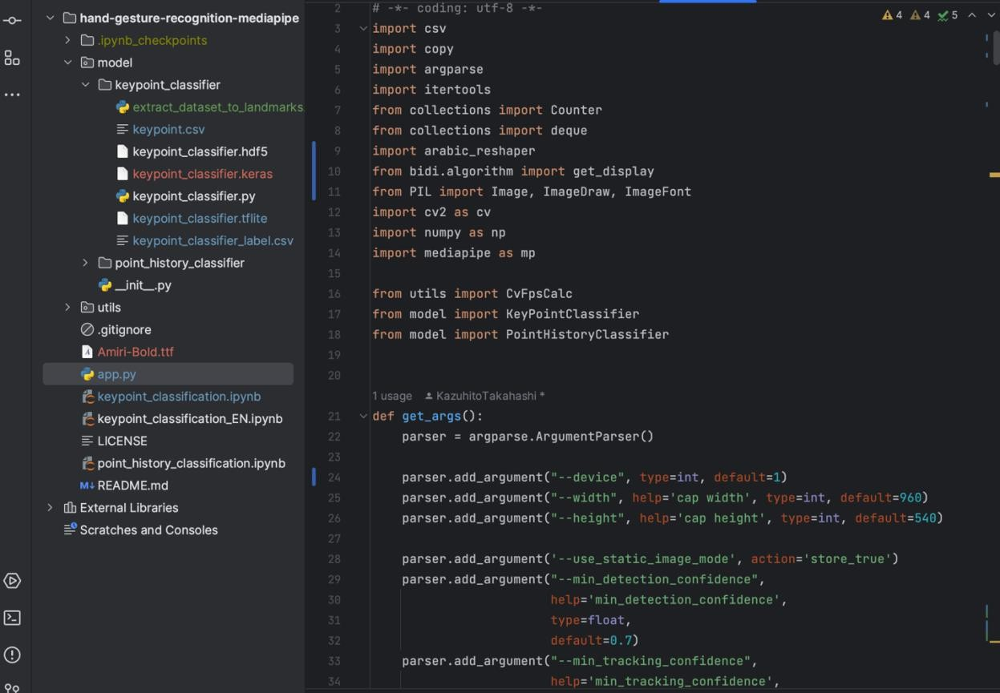 hand-gesture-recognition-mediapipe
.ipynb_checkpoints
model
keypoint_classifier
extract_dataset_to_landmarks.
keypoint.csv
keypoint_classifier.hdf5
keypoint_classifier.keras
keypoint_classifier.py
keypoint_classifier.tflite
keypoint_classifier_label.csv
point_history_classifier
__init__.py
utils
.gitignore
Amiri-Bold.ttf
app.py
keypoint_classification.ipynb
keypoint_classification_EN.ipynb
LICENSE
point_history_classification.ipynb
M↓ README.md
External Libraries
Scratches and Consoles
4 4 5
2 # -*- coding: utf-8 -*-
3 import csv
4 import copy
5 import argparse
6 import itertools
7 from collections import Counter
8 from collections import deque
9 import arabic_reshaper
10 from bidi.algorithm import get_display
11 from PIL import Image, ImageDraw, ImageFont
12 import cv2 as cv
13 import numpy as np
14 import mediapipe as mp
15
16 from utils import CvFpsCalc
17 from model import KeyPointClassifier
18 from model import PointHistoryClassifier
19
20
1 usage KazuhitoTakahashi *
21 def get_args():
22 parser = argparse.ArgumentParser()
23
24 parser.add_argument("--device", type=int, default=1)
25 parser.add_argument("--width", help='cap width', type=int, default=960)
26 parser.add_argument("--height", help='cap height', type=int, default=540)
27
28 parser.add_argument('--use_static_image_mode', action='store_true')
29 parser.add_argument("--min_detection_confidence",
30 help='min_detection_confidence',
31 type=float,
32 default=0.7)
33 parser.add_argument("--min_tracking_confidence",
34 help='min_tracking_confidence',